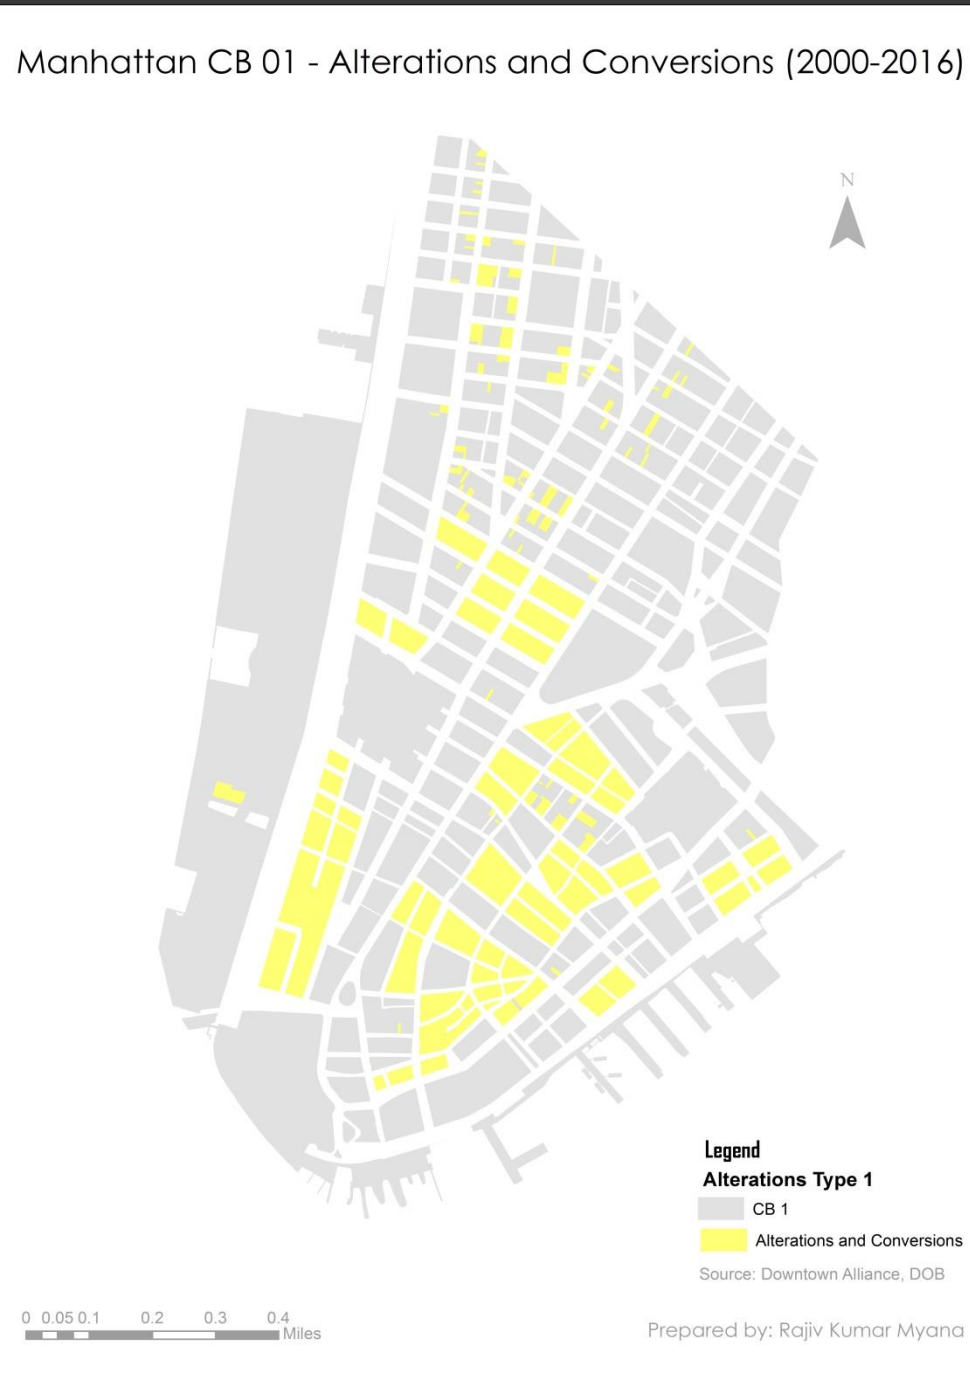 Manhattan CB 01 - Alterations and Conversions (2000-2016)
N
Legend
Alterations Type 1
CB 1
Alterations and Conversions
Source: Downtown Alliance, DOB
0 0.05 0.1 0.2 0.3 0.4
Miles
Prepared by: Rajiv Kumar Myana